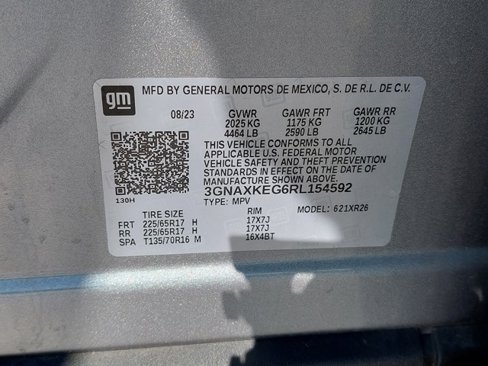 gm
MFD BY GENERAL MOTORS DE MEXICO, S. DE R.L. DE C.V.
08/23 GVWR GAWR FRT GAWR RR
2025 KG 1175 KG 1200 KG
4464 LB 2590 LB 2645 LB
THIS VEHICLE CONFORMS TO ALL
APPLICABLE U.S. FEDERAL MOTOR
VEHICLE SAFETY AND THEFT PREVENTION
STANDARDS IN EFFECT ON THE DATE OF
MANUFACTURE SHOWN ABOVE.
3GNAXKEG6RL154592
130H TYPE: MPV MODEL: 621XR26
TIRE SIZE RIM
FRT 225/65R17 H 17X7J
RR 225/65R17 H 17X7J
SPA T135/70R16 M 16X4BT